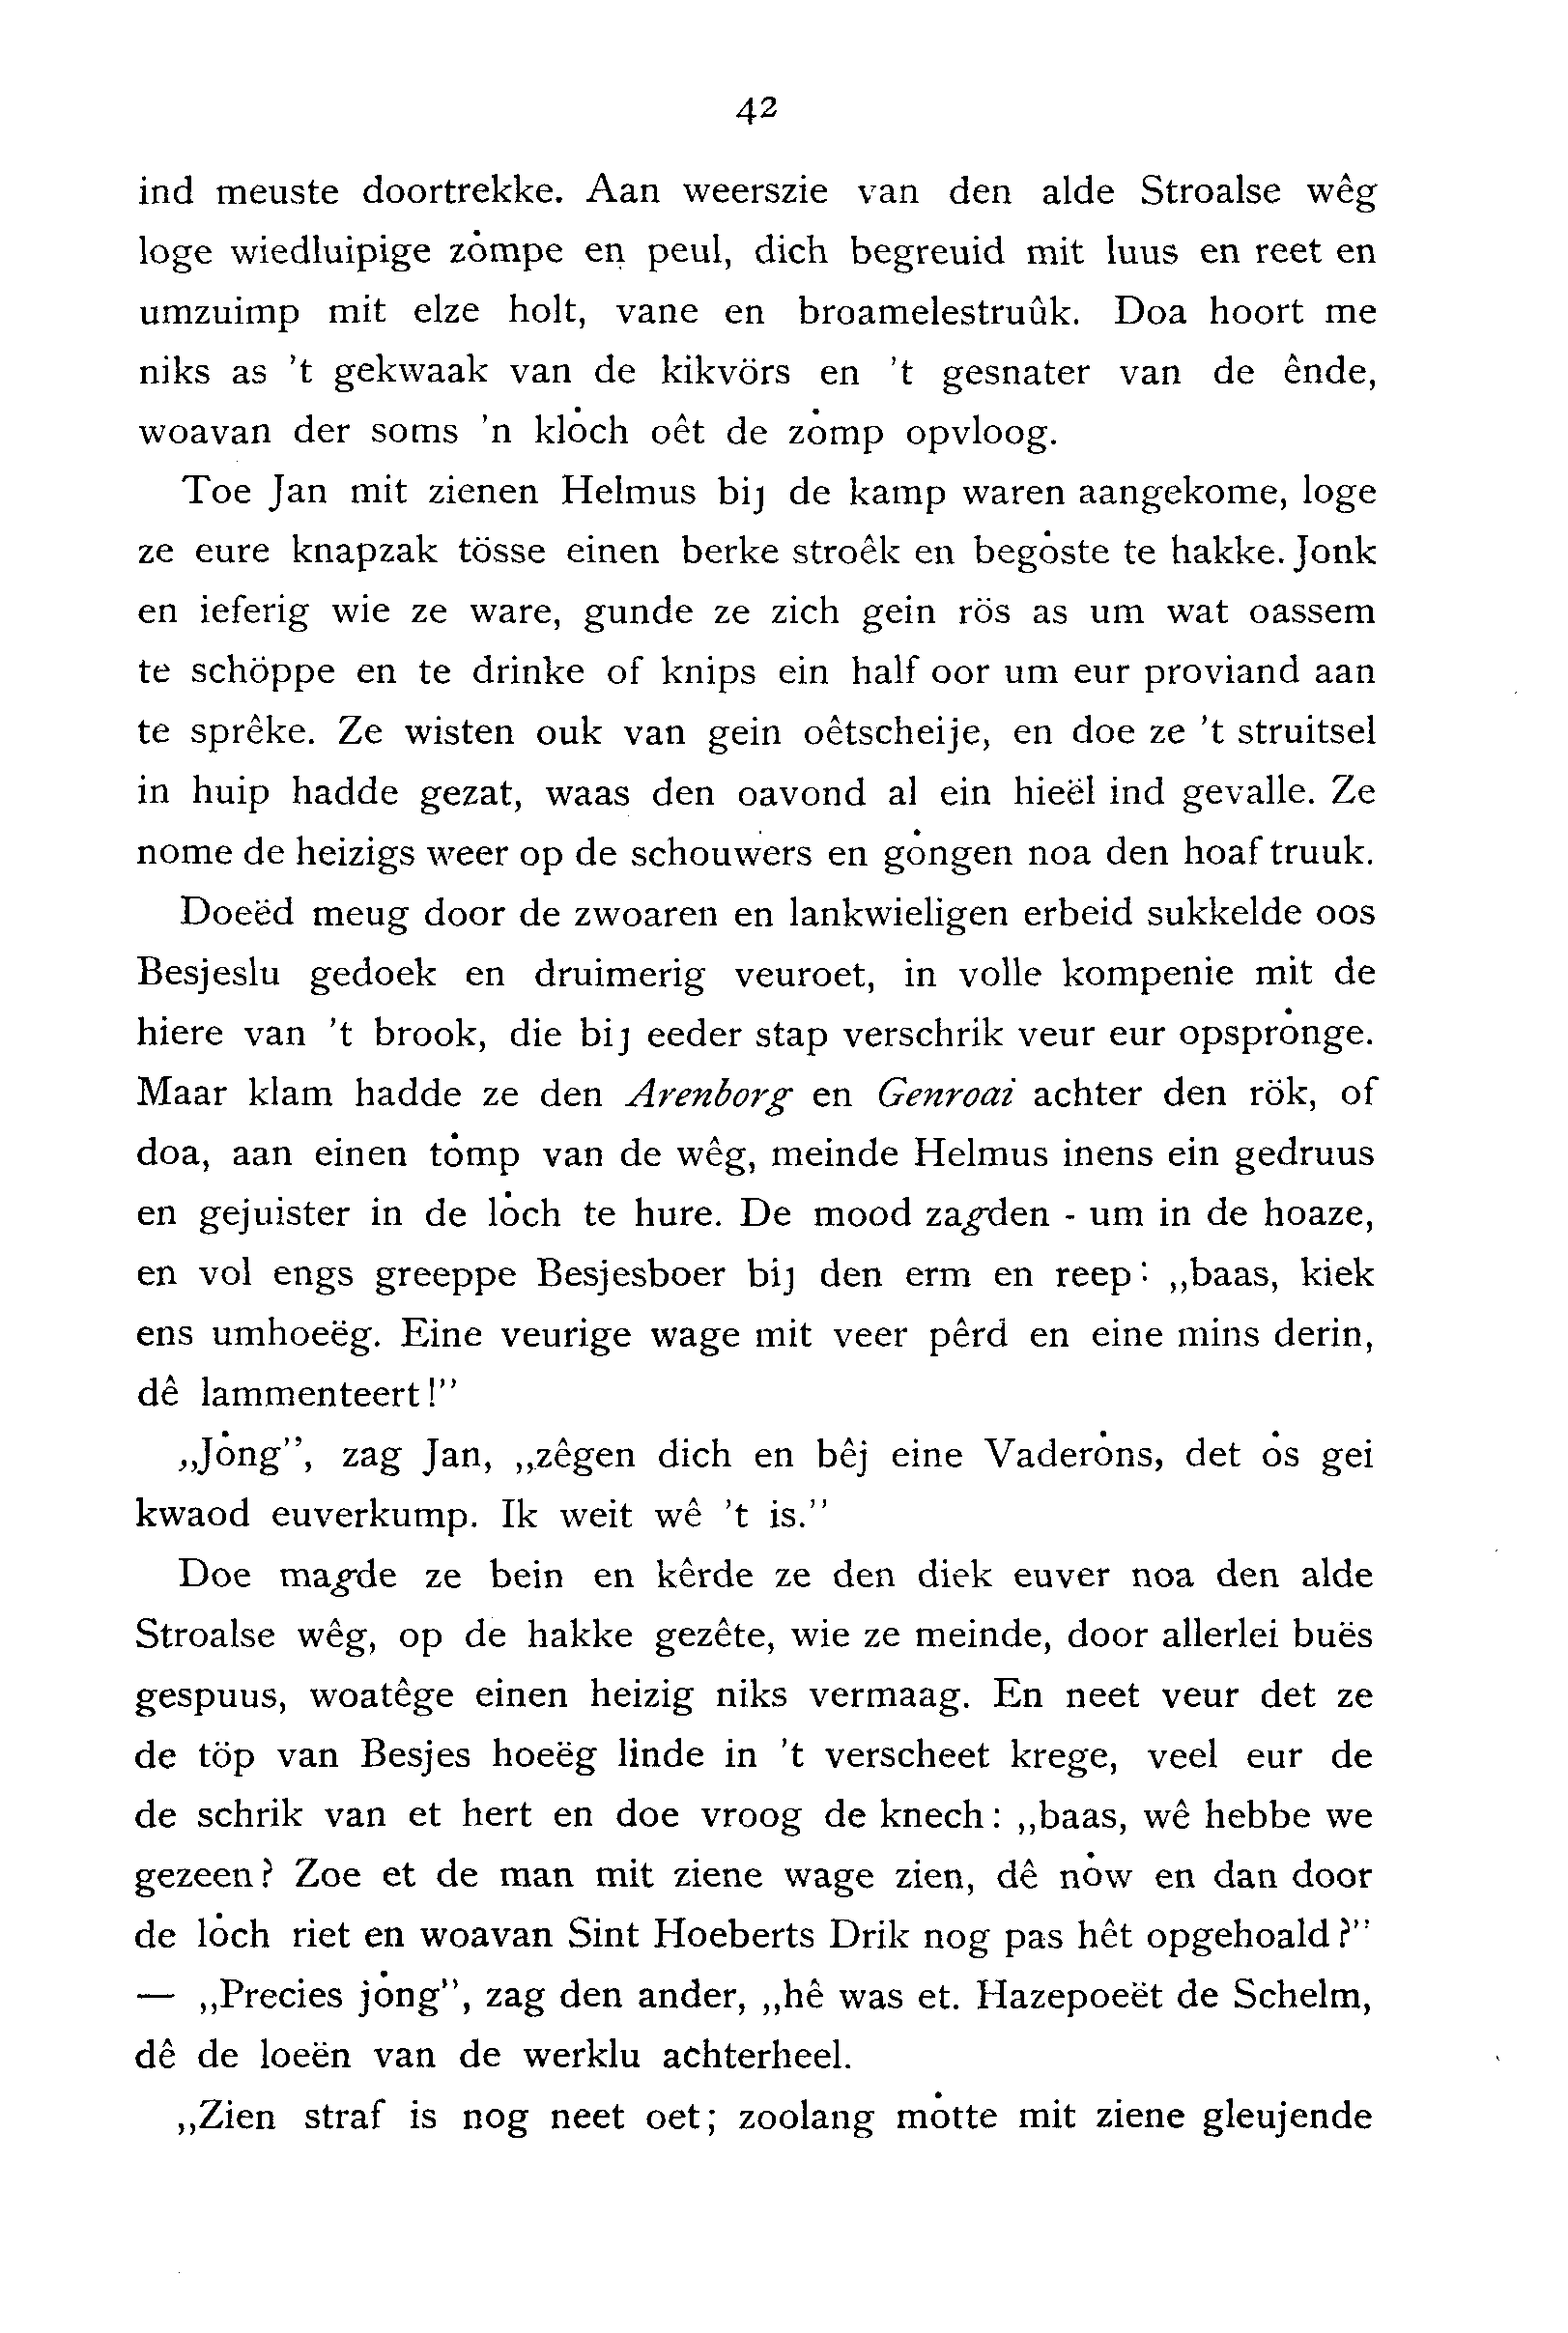 42
ind meuste doortrekke. Aan weerszie van den alde Stroalse wêg
loge wiedluipige zȯmpe en peul, dich begreuid mit luus en reet en
umzuimp mit elze holt, vane en broamelestruûk. Doa hoort me
niks as 't gekwaak van de kikvörs en 't gesnater van de ênde,
woavan der soms 'n klȯch oêt de zȯmp opvloog.
Toe Jan mit zienen Helmus bij de kamp waren aangekome, loge
ze eure knapzak tösse einen berke stroêk en begȯste te hakke. Jonk
en ieferig wie ze ware, gunde ze zich gein rös as um wat oassem
te schöppe en te drinke of knips ein half oor um eur proviand aan
te sprêke. Ze wisten ouk van gein oêtscheije, en doe ze 't struitsel
in huip hadde gezat, waas den oavond al ein hieël ind gevalle. Ze
nome de heizigs weer op de schouwers en gȯngen noa den hoaf truuk.
Doeëd meug door de zwoaren en lankwieligen erbeid sukkelde oos
Besjeslu gedoek en druimerig veuroet, in volle kompenie mit de
hiere van 't brook, die bij eeder stap verschrik veur eur opsprȯnge.
Maar klam hadde ze den Arenborg en Genroai achter den rök, of
doa, aan einen tȯmp van de wêg, meinde Helmus inens ein gedruus
en gejuister in de lȯch te hure. De mood zagden - um in de hoaze,
en vol engs greeppe Besjesboer bij den erm en reep: „baas, kiek
ens umhoeëg. Eine veurige wage mit veer pêrd en eine mins derin,
dê lammenteert!”
„Jȯng”, zag Jan, „zêgen dich en bêj eine Vaderȯns, det ȯs gei
kwaod euverkump. Ik weit wê 't is.”
Doe magde ze bein en kêrde ze den diek euver noa den alde
Stroalse wêg, op de hakke gezête, wie ze meinde, door allerlei buës
gespuus, woatêge einen heizig niks vermaag. En neet veur det ze
de töp van Besjes hoeëg linde in 't verscheet krege, veel eur de
de schrik van et hert en doe vroog de knech: „baas, wê hebbe we
gezeen? Zoe et de man mit ziene wage zien, dê nȯw en dan door
de lȯch riet en woavan Sint Hoeberts Drik nog pas hêt opgehoald?”
— „Precies jȯng”, zag den ander, „hê was et. Hazepoeët de Schelm,
dê de loeën van de werklu achterheel.
„Zien straf is nog neet oet; zoolang mȯtte mit ziene gleujende